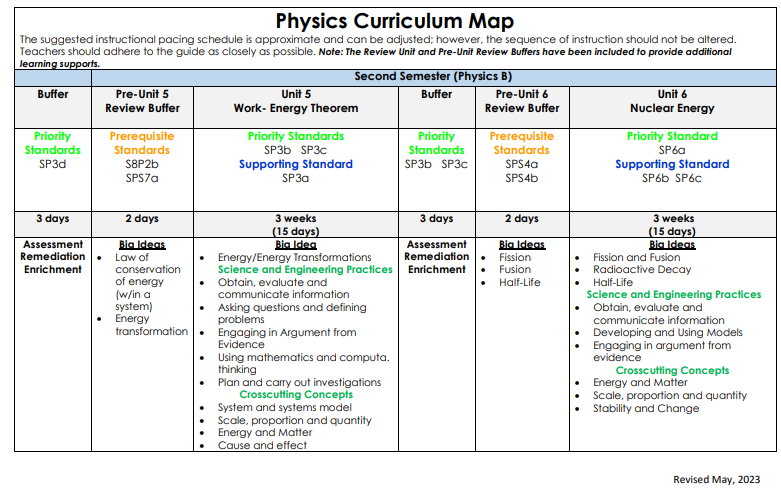 Physics Curriculum Map
The suggested instructional pacing schedule is approximate and can be adjusted; however, the sequence of instruction should not be altered.
Teachers should adhere to the guide as closely as possible. Note: The Review Unit and Pre-Unit Review Buffers have been included to provide additional
learning supports.
Second Semester (Physics B)
Buffer
Pre-Unit 5
Review Buffer
Unit 5
Work- Energy Theorem
Buffer
Pre-Unit 6
Review Buffer
Unit 6
Nuclear Energy
Priority
Standards
SP3d
Prerequisite
Standards
S8P2b
SPS7a
Priority Standards
SP3b SP3c
Supporting Standard
SP3a
Priority
Standards
SP3b SP3c
Prerequisite
Standards
SPS4a
SPS4b
Priority Standard
SP6a
Supporting Standard
SP6b SP6c
3 days
2 days
3 weeks
(15 days)
3 days
2 days
3 weeks
(15 days)
Assessment
Remediation
Enrichment
Big Ideas
• Law of
conservation
of energy
(w/in a
system)
• Energy
transformation
Big Idea
• Energy/Energy Transformations
Science and Engineering Practices
• Obtain, evaluate and
communicate information
• Asking questions and defining
problems
• Engaging in Argument from
Evidence
• Using mathematics and computa.
thinking
• Plan and carry out investigations
Crosscutting Concepts
• System and systems model
• Scale, proportion and quantity
• Energy and Matter
• Cause and effect
Assessment
Remediation
Enrichment
Big Ideas
• Fission
• Fusion
• Half-Life
Big Ideas
• Fission and Fusion
• Radioactive Decay
• Half-Life
Science and Engineering Practices
• Obtain, evaluate and
communicate information
• Developing and Using Models
• Engaging in argument from
evidence
Crosscutting Concepts
• Energy and Matter
• Scale, proportion and quantity
• Stability and Change
Revised May, 2023